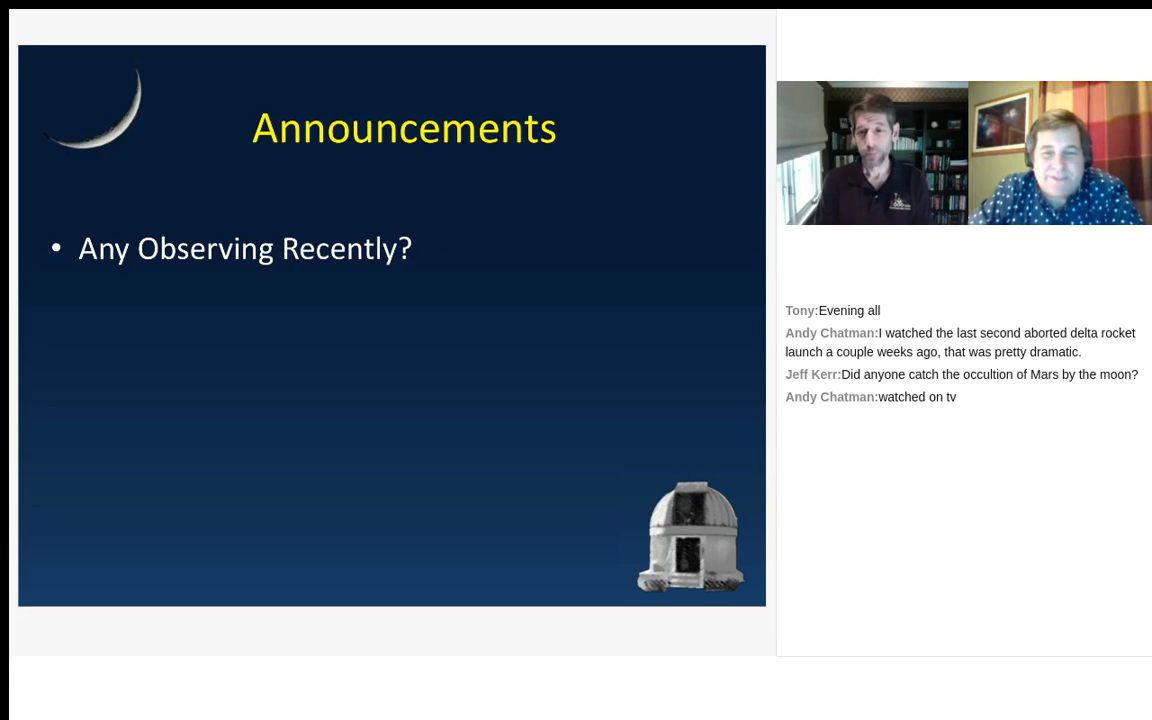 Announcements
• Any Observing Recently?
Tony:Evening all
Andy Chatman:I watched the last second aborted delta rocket
launch a couple weeks ago, that was pretty dramatic.
Jeff Kerr:Did anyone catch the occultion of Mars by the moon?
Andy Chatman:watched on tv